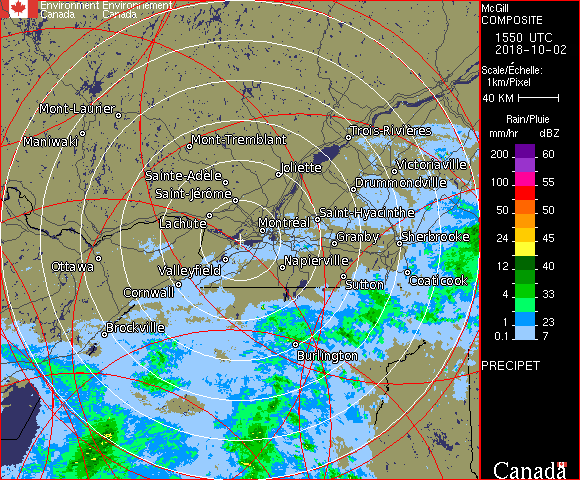 Environment Environnement
Canada Canada
McGill
COMPOSITE
1550 UTC
2018-10-02
Scale/Échelle:
1km/Pixel
40 KM
Rain/Pluie
mm/hr dBZ
200 60
100 55
50 50
24 45
12 40
4 33
1 23
0.1 7
PRECIPET
Canada
Mont-Laurier
Maniwaki
Mont-Tremblant
Trois-Rivières
Sainte-Adèle
Joliette
Victoriaville
Saint-Jérôme
Drummondville
Lachute
Montréal
Saint-Hyacinthe
Granby
Sherbrooke
Ottawa
Valleyfield
Napierville
Cornwall
Sutton
Coaticook
Brockville
Burlington